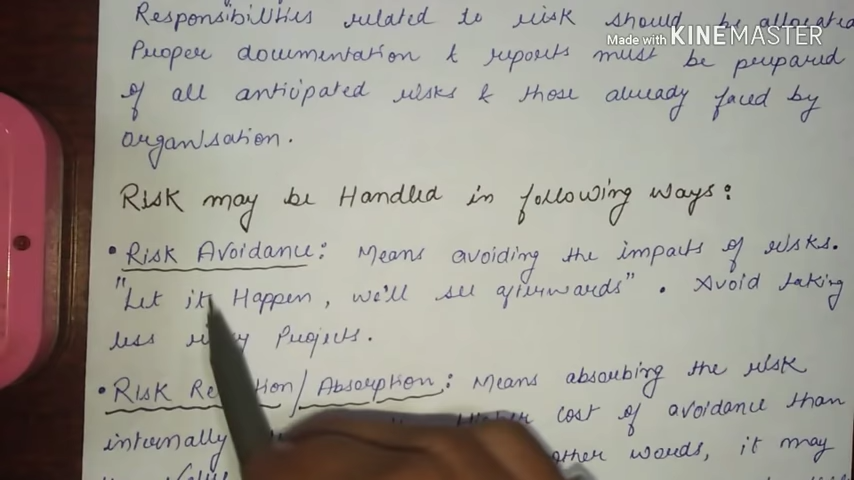 Responsibilities related to risk should be allocated
Made with KINEMASTER
Proper documentation & reports must be prepared
of all anticipated risks & those already faced by
organisation.
Risk may be Handled in following ways:
• Risk Avoidance: Means avoiding the impacts of risks.
"Let it Happen, we'll see afterwards". Avoid taking
less Projects.
• Risk / Absorption: Means absorbing the risk
internally cost of avoidance than
other words, it may
Value